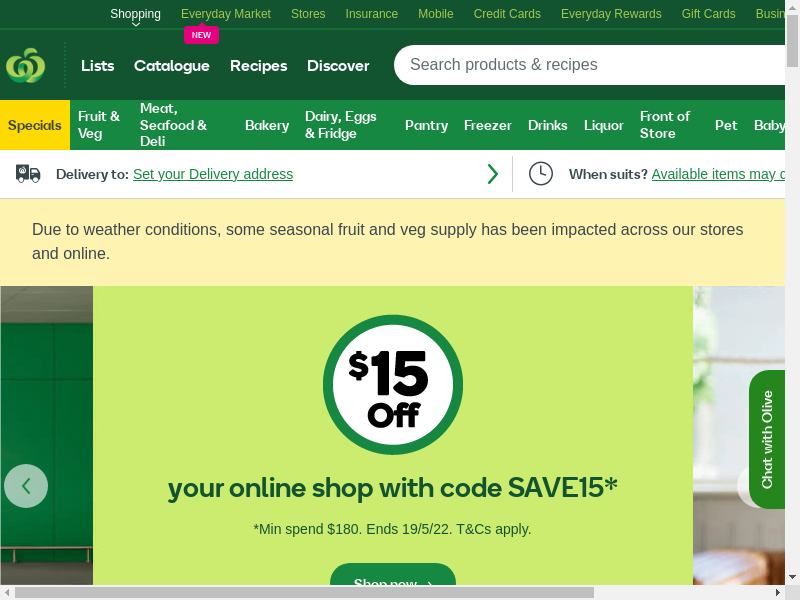 Shopping Everyday Market Stores Insurance Mobile Credit Cards Everyday Rewards Gift Cards Busin
NEW
Lists Catalogue Recipes Discover Search products & recipes
Specials Fruit & Veg Meat, Seafood & Deli Bakery Dairy, Eggs & Fridge Pantry Freezer Drinks Liquor Front of Store Pet Baby
Delivery to: Set your Delivery address When suits? Available items may c
Due to weather conditions, some seasonal fruit and veg supply has been impacted across our stores
and online.
$15
Off
Chat with Olive
your online shop with code SAVE15*
*Min spend $180. Ends 19/5/22. T&Cs apply.
Shop now